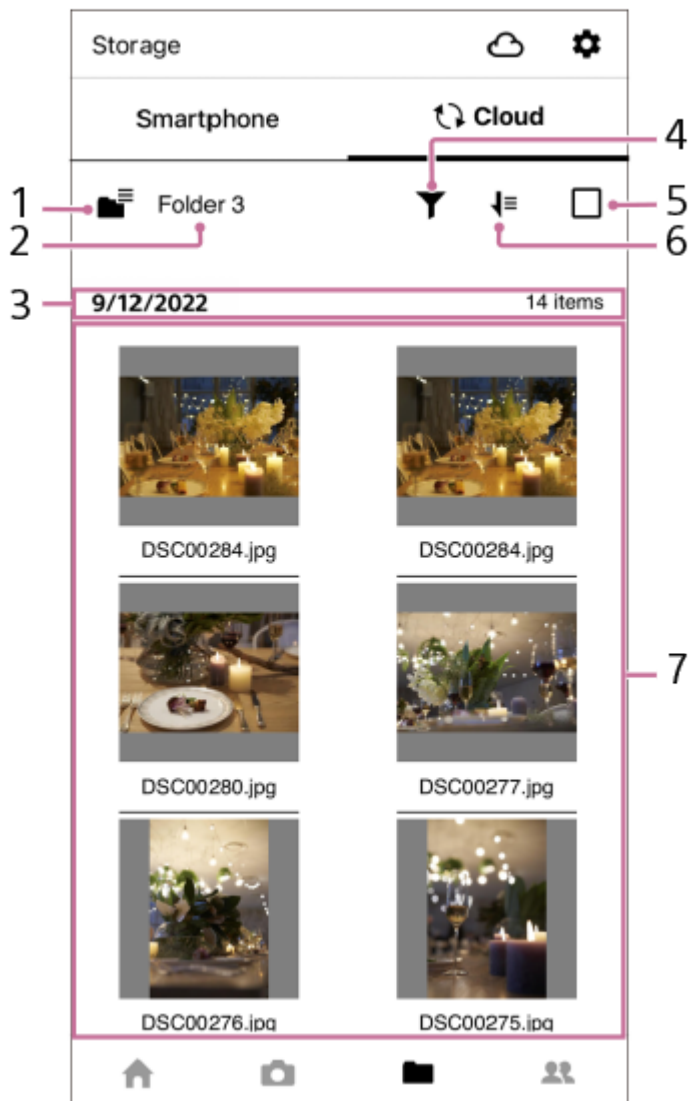 Storage
Smartphone Cloud
4
1 Folder 3 5
2 6
3 9/12/2022 14 items
DSC00284.jpg DSC00284.jpg
7
DSC00280.jpg DSC00277.jpg
DSC00276.jpg DSC00275.jpg